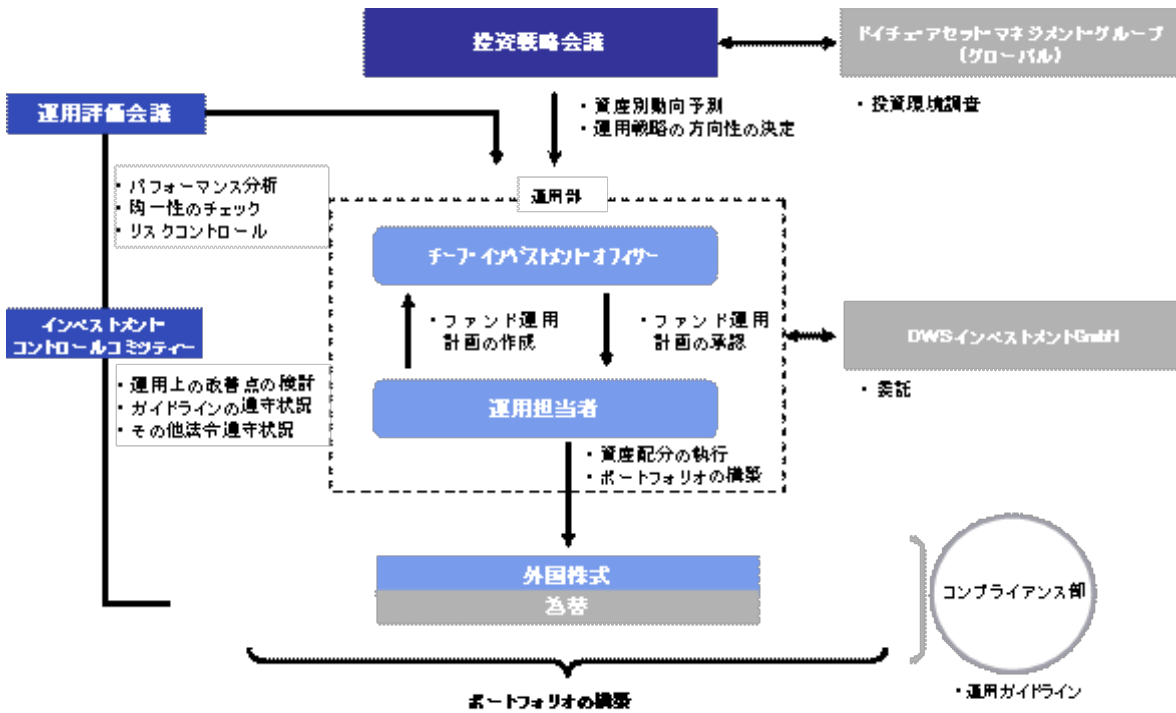 投資戦略会議
ドイチェ・アセット・マネジメント・グループ
(グローバル)
・投資環境調査
・資産別動向予測
・運用戦略の方向性の決定
運用評価会議
・パフォーマンス分析
・均一性のチェック
・リスクコントロール
運用部
チーフ・インベストメント・オフィサー
・ファンド運用
計画の作成
・ファンド運用
計画の承認
インベストメント
コントロールコミッティー
・運用上の改善点の検討
・ガイドラインの遵守状況
・その他法令遵守状況
運用担当者
DWSインベストメントGmbH
・委託
・資産配分の執行
・ポートフォリオの構築
外国株式
為替
コンプライアンス部
・運用ガイドライン
ポートフォリオの構築